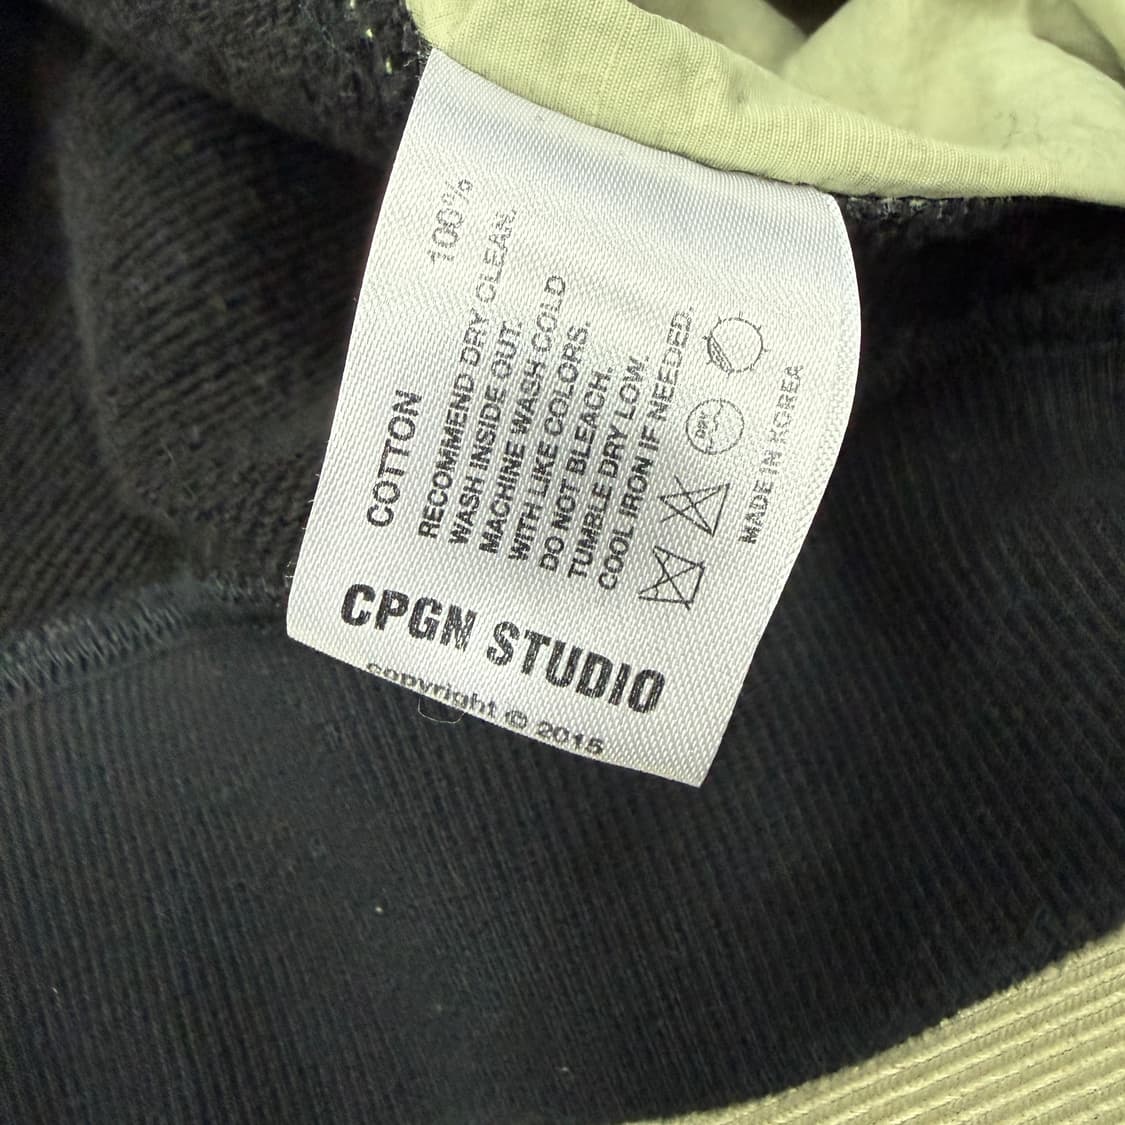 COTTON 100%
RECOMMEND DRY CLEAN.
WASH INSIDE OUT.
MACHINE WASH COLD
WITH LIKE COLORS.
DO NOT BLEACH.
TUMBLE DRY LOW.
COOL IRON IF NEEDED.
MADE IN KOREA
CPGN STUDIO
copyright © 2015